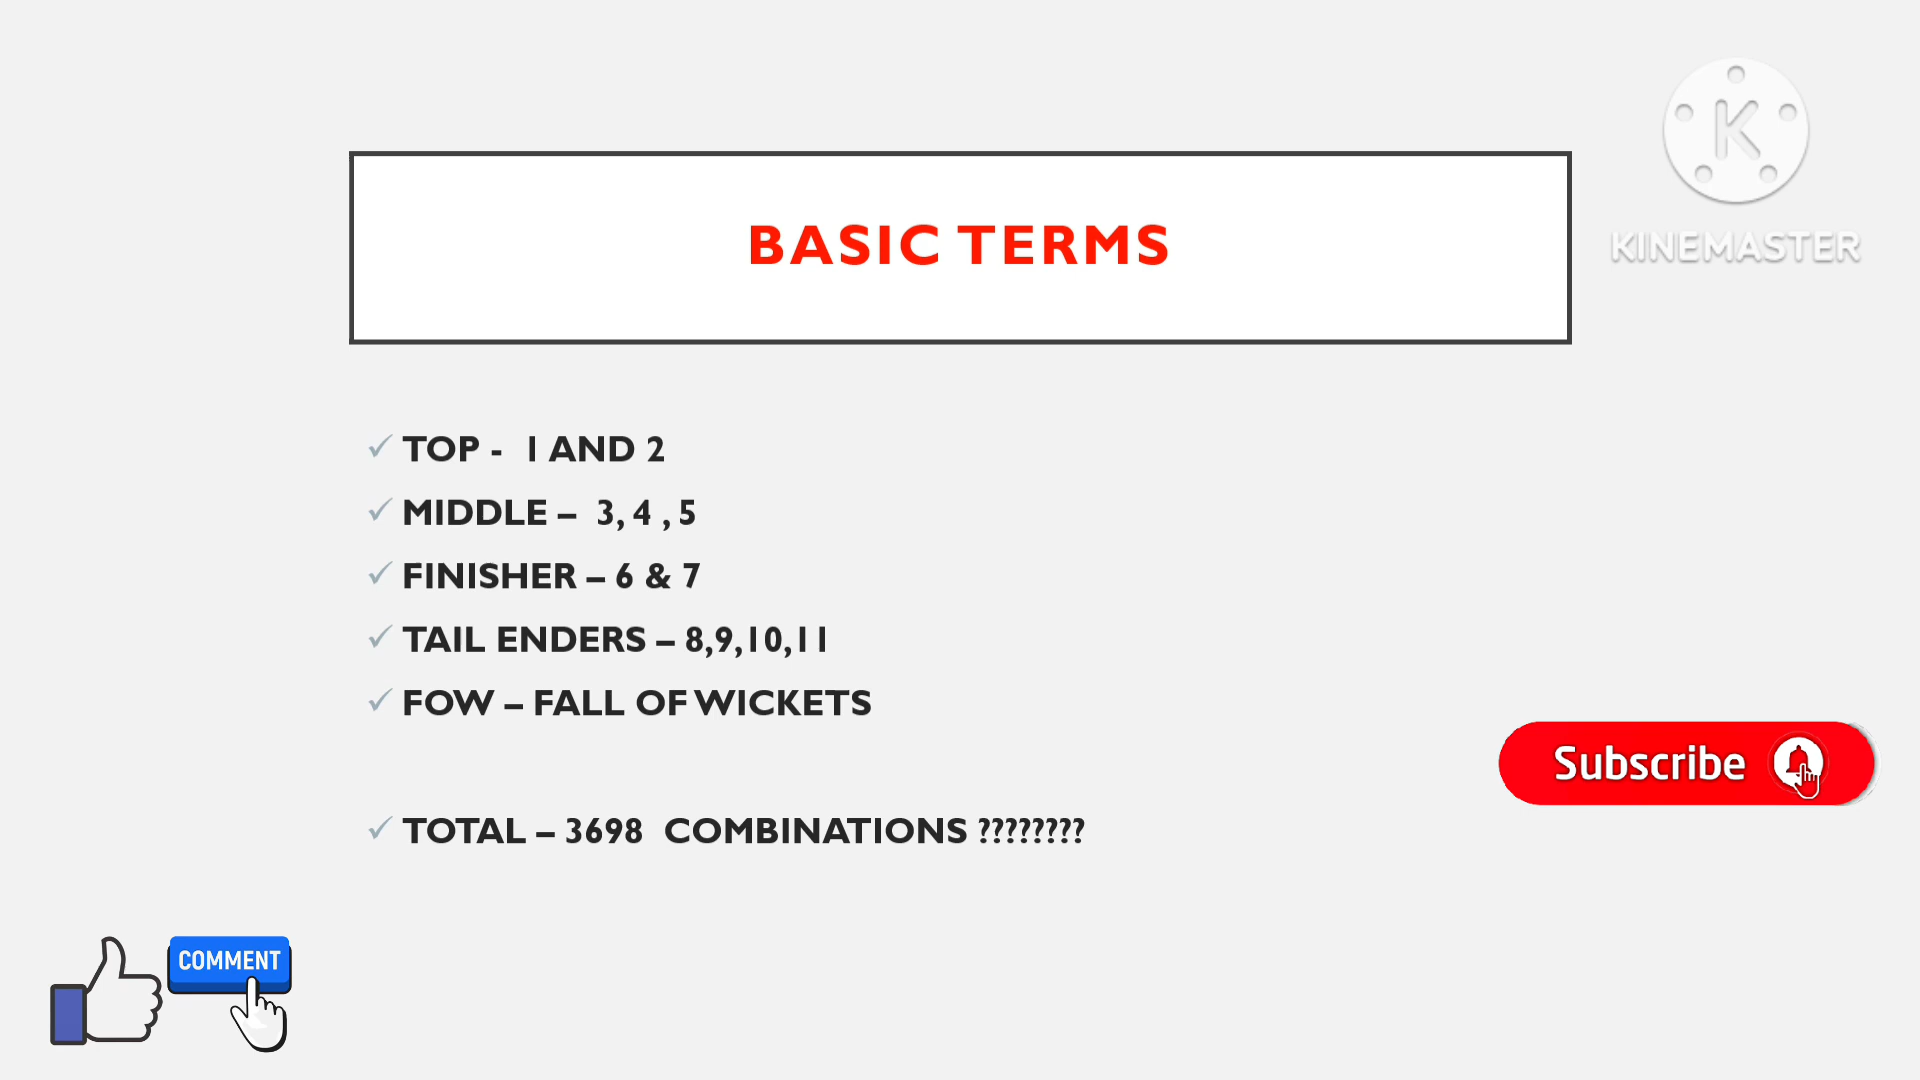 K
KINEMASTER
BASIC TERMS
TOP - 1 AND 2
MIDDLE – 3, 4 , 5
FINISHER – 6 & 7
TAIL ENDERS – 8,9,10,11
FOW – FALL OF WICKETS
Subscribe
TOTAL – 3698 COMBINATIONS ????????
COMMENT